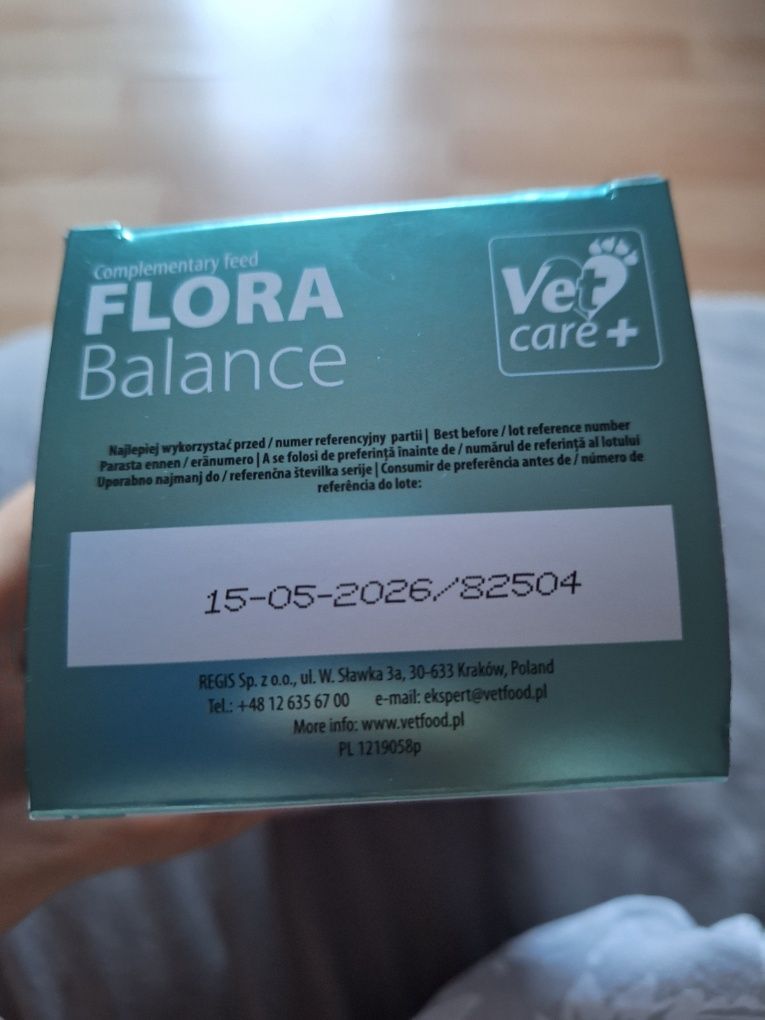 Complementary feed
FLORA
Balance
Vet
care +
Najlepiej wykorzystać przed / numer referencyjny partii | Best before / lot reference number
Parasta ennen / eränumero | A se folosi de preferință înainte de / numărul de referință al lotului
Uporabno najmanj do / referenčna številka serije | Consumir de preferência antes de / número de
referência do lote:
15-05-2026/82504
REGIS Sp. z o.o., ul. W. Sławka 3a, 30-633 Kraków, Poland
Tel.: +48 12 635 67 00 e-mail: ekspert@vetfood.pl
More info: www.vetfood.pl
PL 1219058p